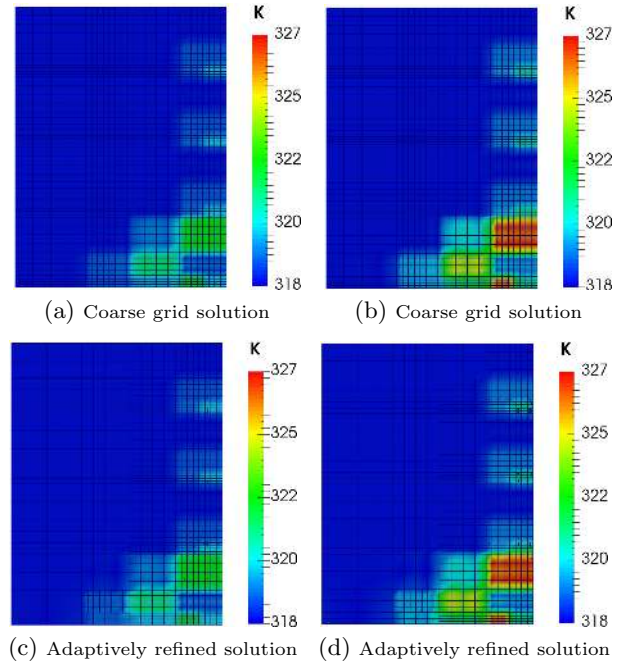 K
327
325
322
320
318
(a) Coarse grid solution
K
327
325
322
320
318
(b) Coarse grid solution
K
327
325
322
320
318
(c) Adaptively refined solution
K
327
325
322
320
318
(d) Adaptively refined solution